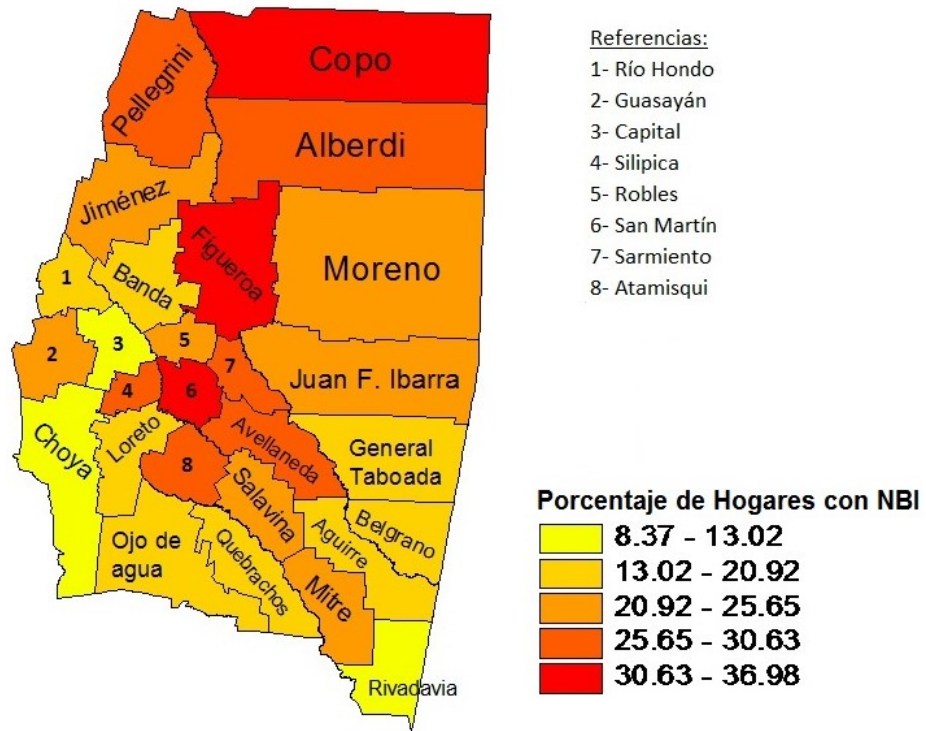 Copo
Pellegrini
Alberdi
Jiménez
Figueroa
Moreno
Banda
1
2
3
5
7
Juan F. Ibarra
4
6
Choya
Loreto
Avellaneda
General
Taboada
8
Salavina
Belgrano
Aguirre
Ojo de
agua
Quebrachos
Mitre
Rivadavia
Referencias:
1- Río Hondo
2- Guasayán
3- Capital
4- Silipica
5- Robles
6- San Martín
7- Sarmiento
8- Atamisqui
Porcentaje de Hogares con NBI
8.37 - 13.02
13.02 - 20.92
20.92 - 25.65
25.65 - 30.63
30.63 - 36.98